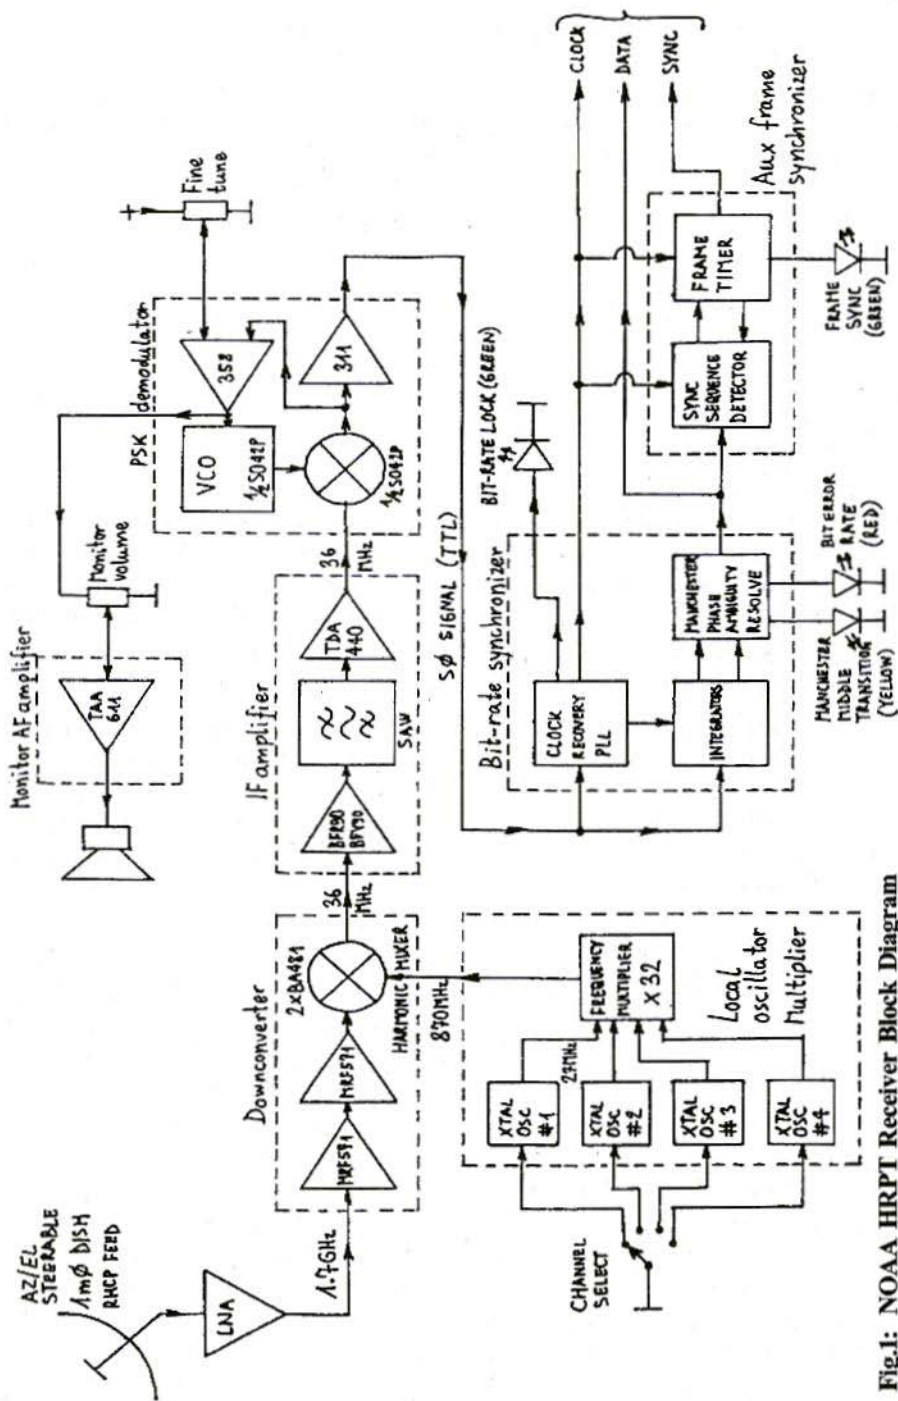 AZ/EL
STEERABLE
1mϕ DISH
RHCP FEED
LNA
1.7GHz
Downconverter
MRF571
MRF571
2xBA481
HARMONIC MIXER
36
MHz
870MHz
CHANNEL
SELECT
XTAL
OSC
#1
XTAL
OSC
#2
XTAL
OSC
#3
XTAL
OSC
#4
27MHz
FREQUENCY
MULTIPLIER
X 32
Local
oscillator
Multiplier
IF amplifier
BFR90
BFY90
SAW
TDA
440
36
MHz
Monitor AF amplifier
TAA
611
Monitor
volume
PSK demodulator
VCO
½SO42P
½SO42P
358
311
+
Fine
tune
Sϕ SIGNAL (TTL)
Bit-rate synchronizer
CLOCK
RECOVERY
PLL
INTEGRATORS
MANCHESTER
PHASE
AMBIGUITY
RESOLVE
BIT-RATE LOCK (GREEN)
MANCHESTER
MIDDLE
TRANSITION
(YELLOW)
BIT ERROR
RATE
(RED)
SYNC
SEQUENCE
DETECTOR
FRAME
TIMER
Aux frame
synchronizer
FRAME
SYNC
(GREEN)
CLOCK
DATA
SYNC
Fig.1: NOAA HRPT Receiver Block Diagram